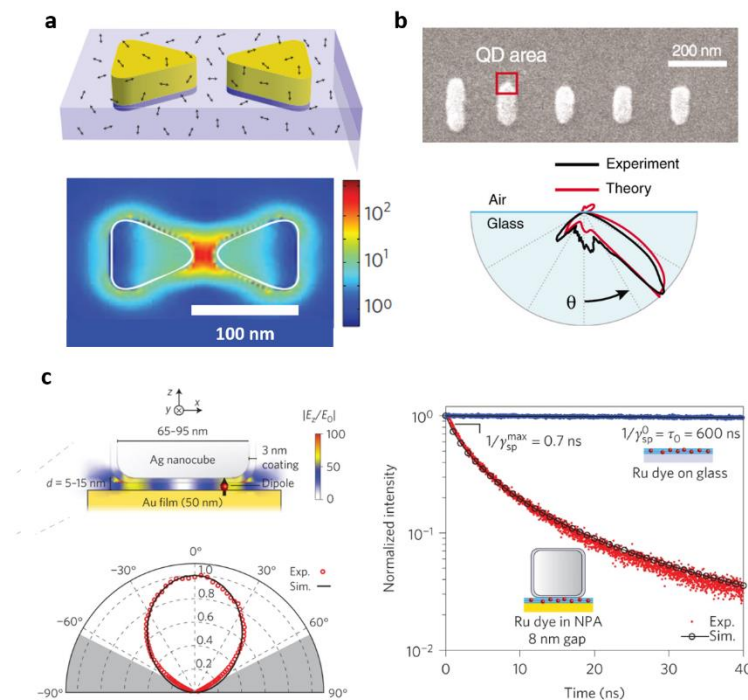 a
10²
10¹
10⁰
100 nm
b
QD area
200 nm
Experiment
Theory
Air
Glass
θ
c
z
y
x
65–95 nm
|E_z/E_0|
100
50
0
Ag nanocube
3 nm
coating
d = 5–15 nm
Dipole
Au film (50 nm)
0°
−30°
30°
−60°
60°
−90°
90°
1.0
0.8
0.6
0.4
0.2
Exp.
Sim.
Normalized intensity
10⁰
10⁻¹
10⁻²
1/γ_sp^max = 0.7 ns
1/γ_sp^0 = τ_0 = 600 ns
Ru dye on glass
Ru dye in NPA
8 nm gap
Exp.
Sim.
0
10
20
30
40
Time (ns)